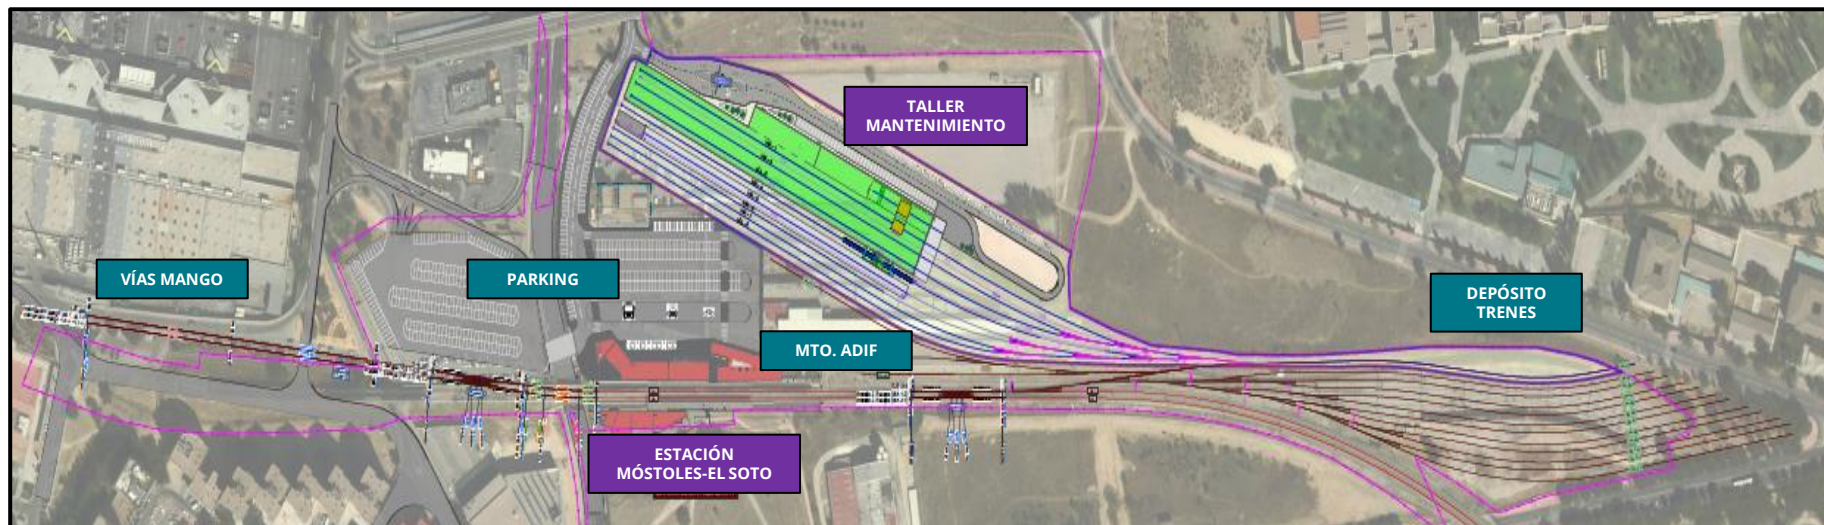 TALLER
MANTENIMIENTO
VÍAS MANGO
PARKING
DEPÓSITO
TRENES
MTO. ADIF
ESTACIÓN
MÓSTOLES-EL SOTO